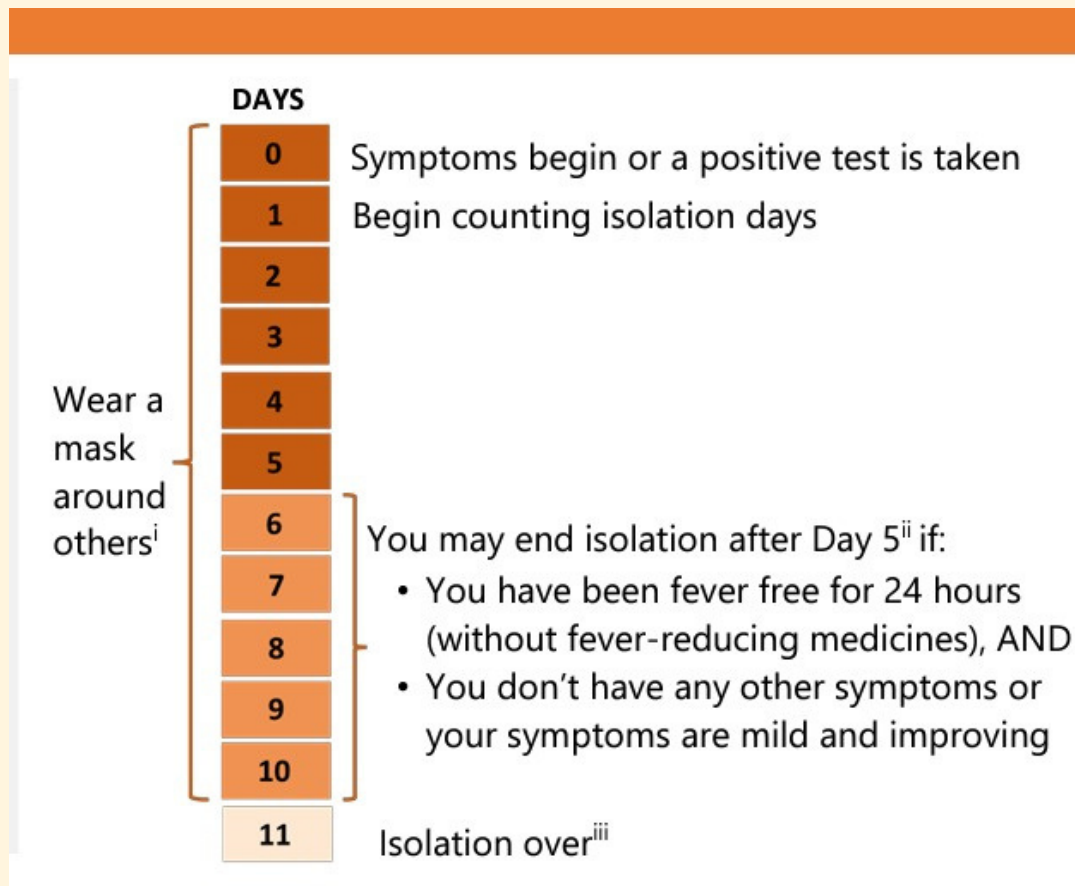 DAYS
0
Symptoms begin or a positive test is taken
1
Begin counting isolation days
2
3
4
5
Wear a
mask
around
othersⁱ
6
7
8
9
10
You may end isolation after Day 5ⁱⁱ if:
• You have been fever free for 24 hours
(without fever-reducing medicines), AND
• You don’t have any other symptoms or
your symptoms are mild and improving
11
Isolation overⁱⁱⁱ